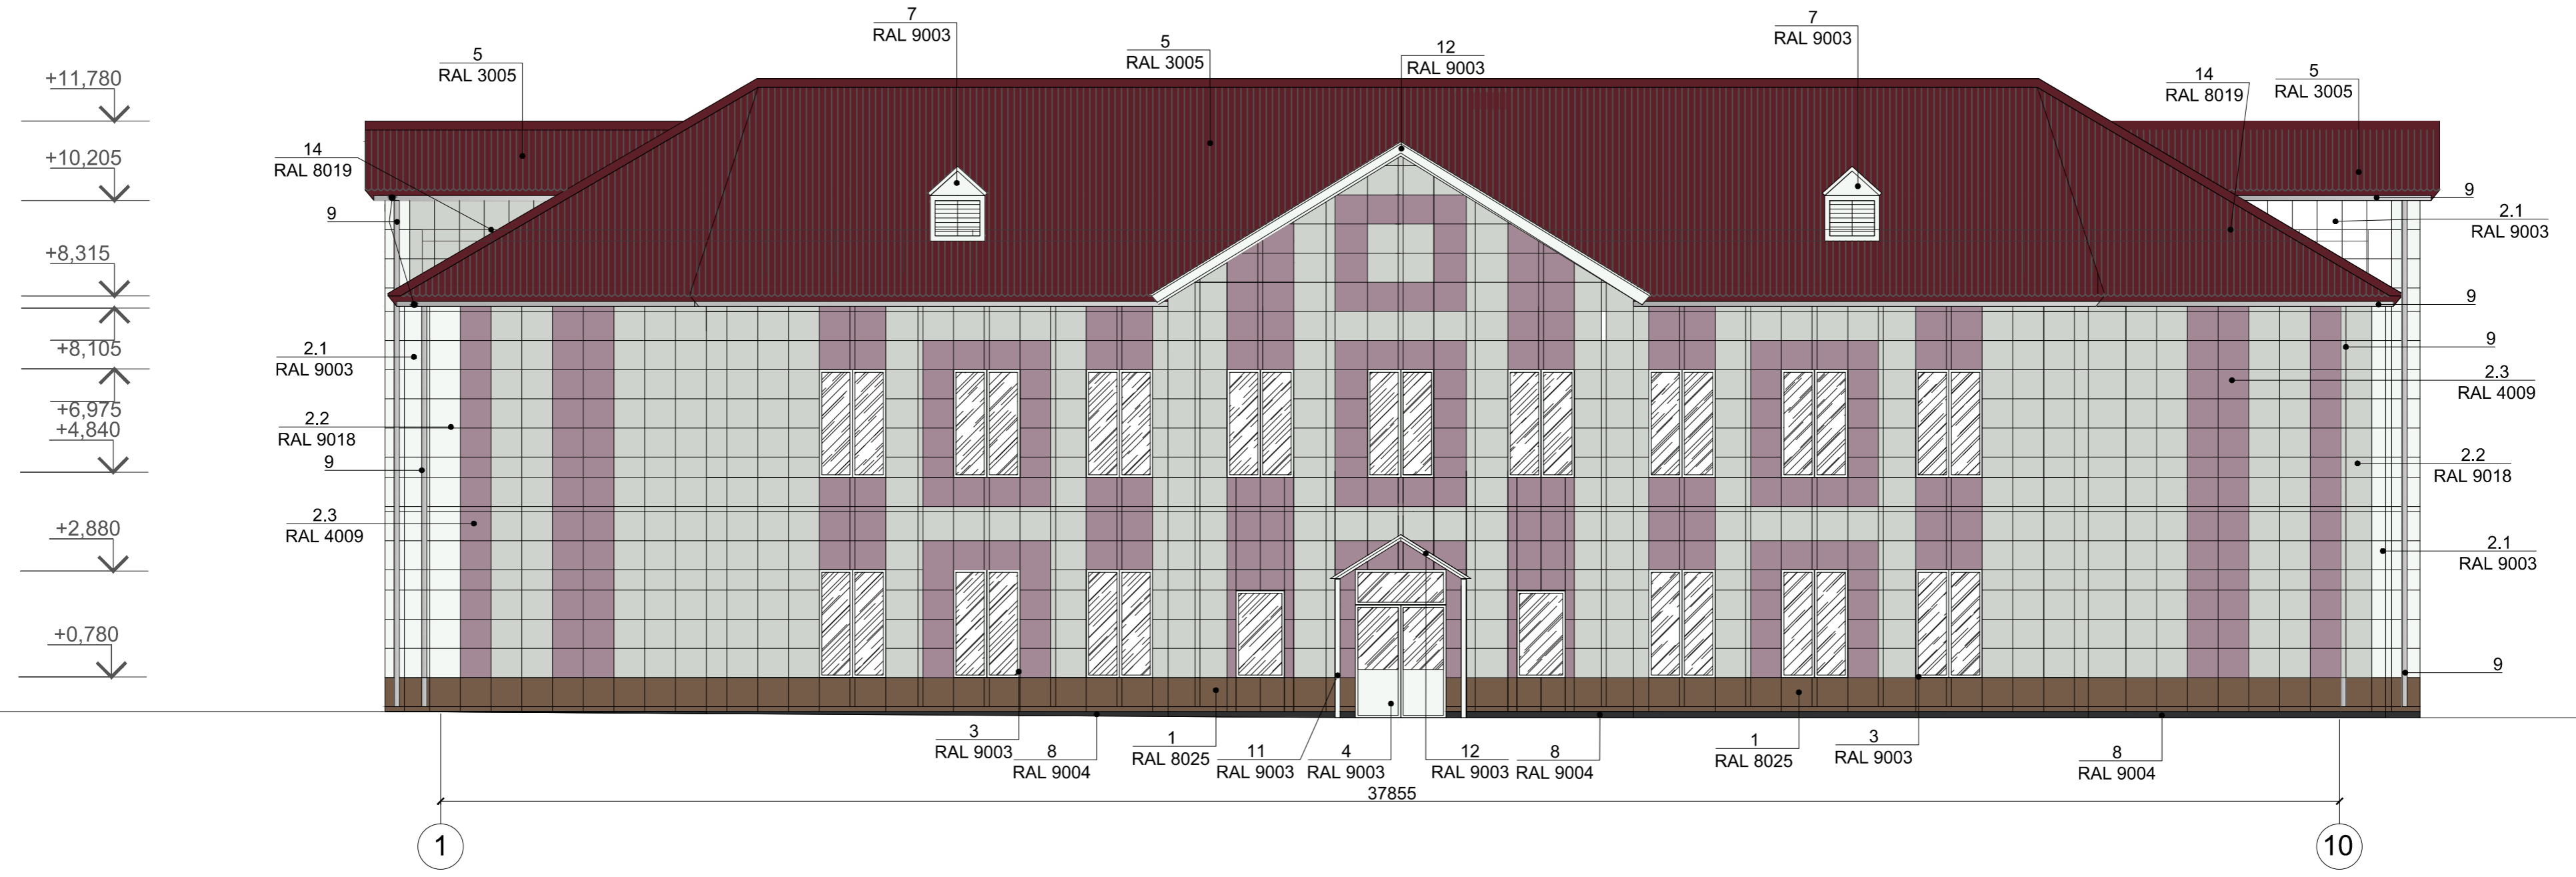 7
RAL 9003
7
RAL 9003
5
RAL 3005
12
RAL 9003
5
RAL 3005
14
RAL 8019
5
RAL 3005
+11,780
+10,205
14
RAL 8019
9
9
2.1
RAL 9003
+8,315
9
+8,105
2.1
RAL 9003
9
2.3
RAL 4009
+6,975
+4,840
2.2
RAL 9018
9
2.2
RAL 9018
+2,880
2.3
RAL 4009
2.1
RAL 9003
+0,780
9
3
RAL 9003
8
RAL 9004
1
RAL 8025
11
RAL 9003
4
RAL 9003
12
RAL 9003
8
RAL 9004
1
RAL 8025
3
RAL 9003
8
RAL 9004
37855
1
10